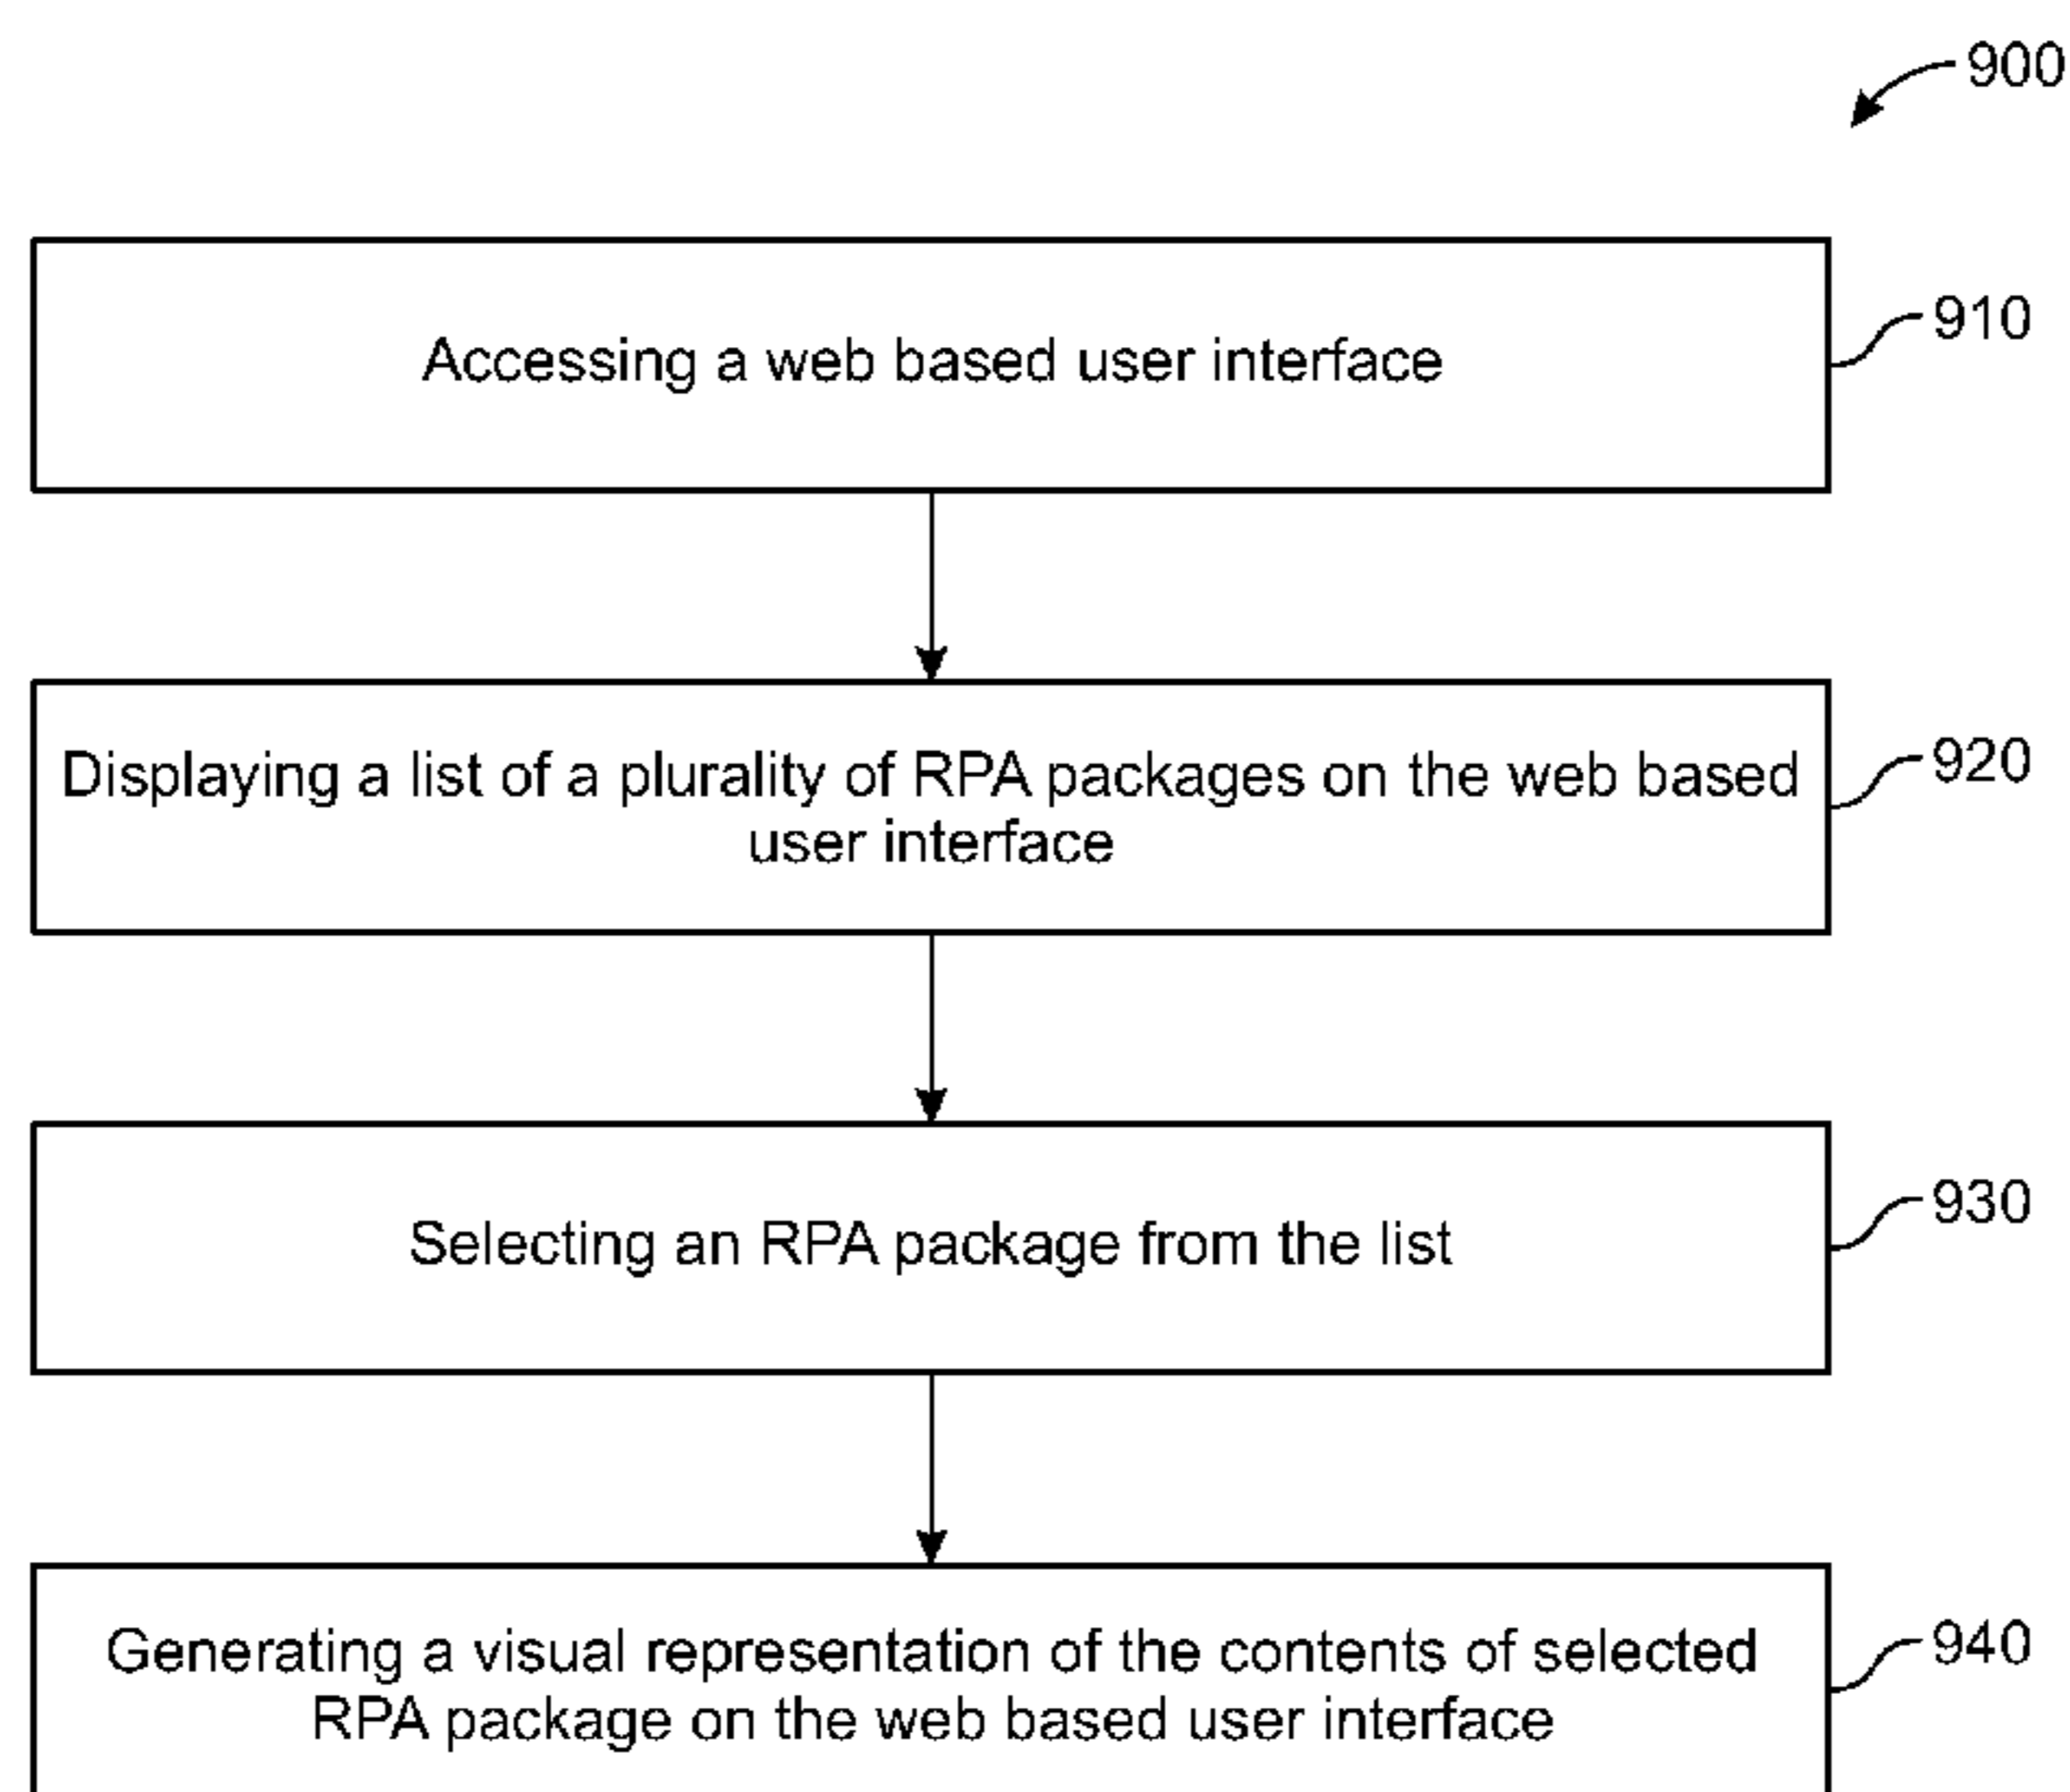 900
Accessing a web based user interface
910
Displaying a list of a plurality of RPA packages on the web based
user interface
920
Selecting an RPA package from the list
930
Generating a visual representation of the contents of selected
RPA package on the web based user interface
940